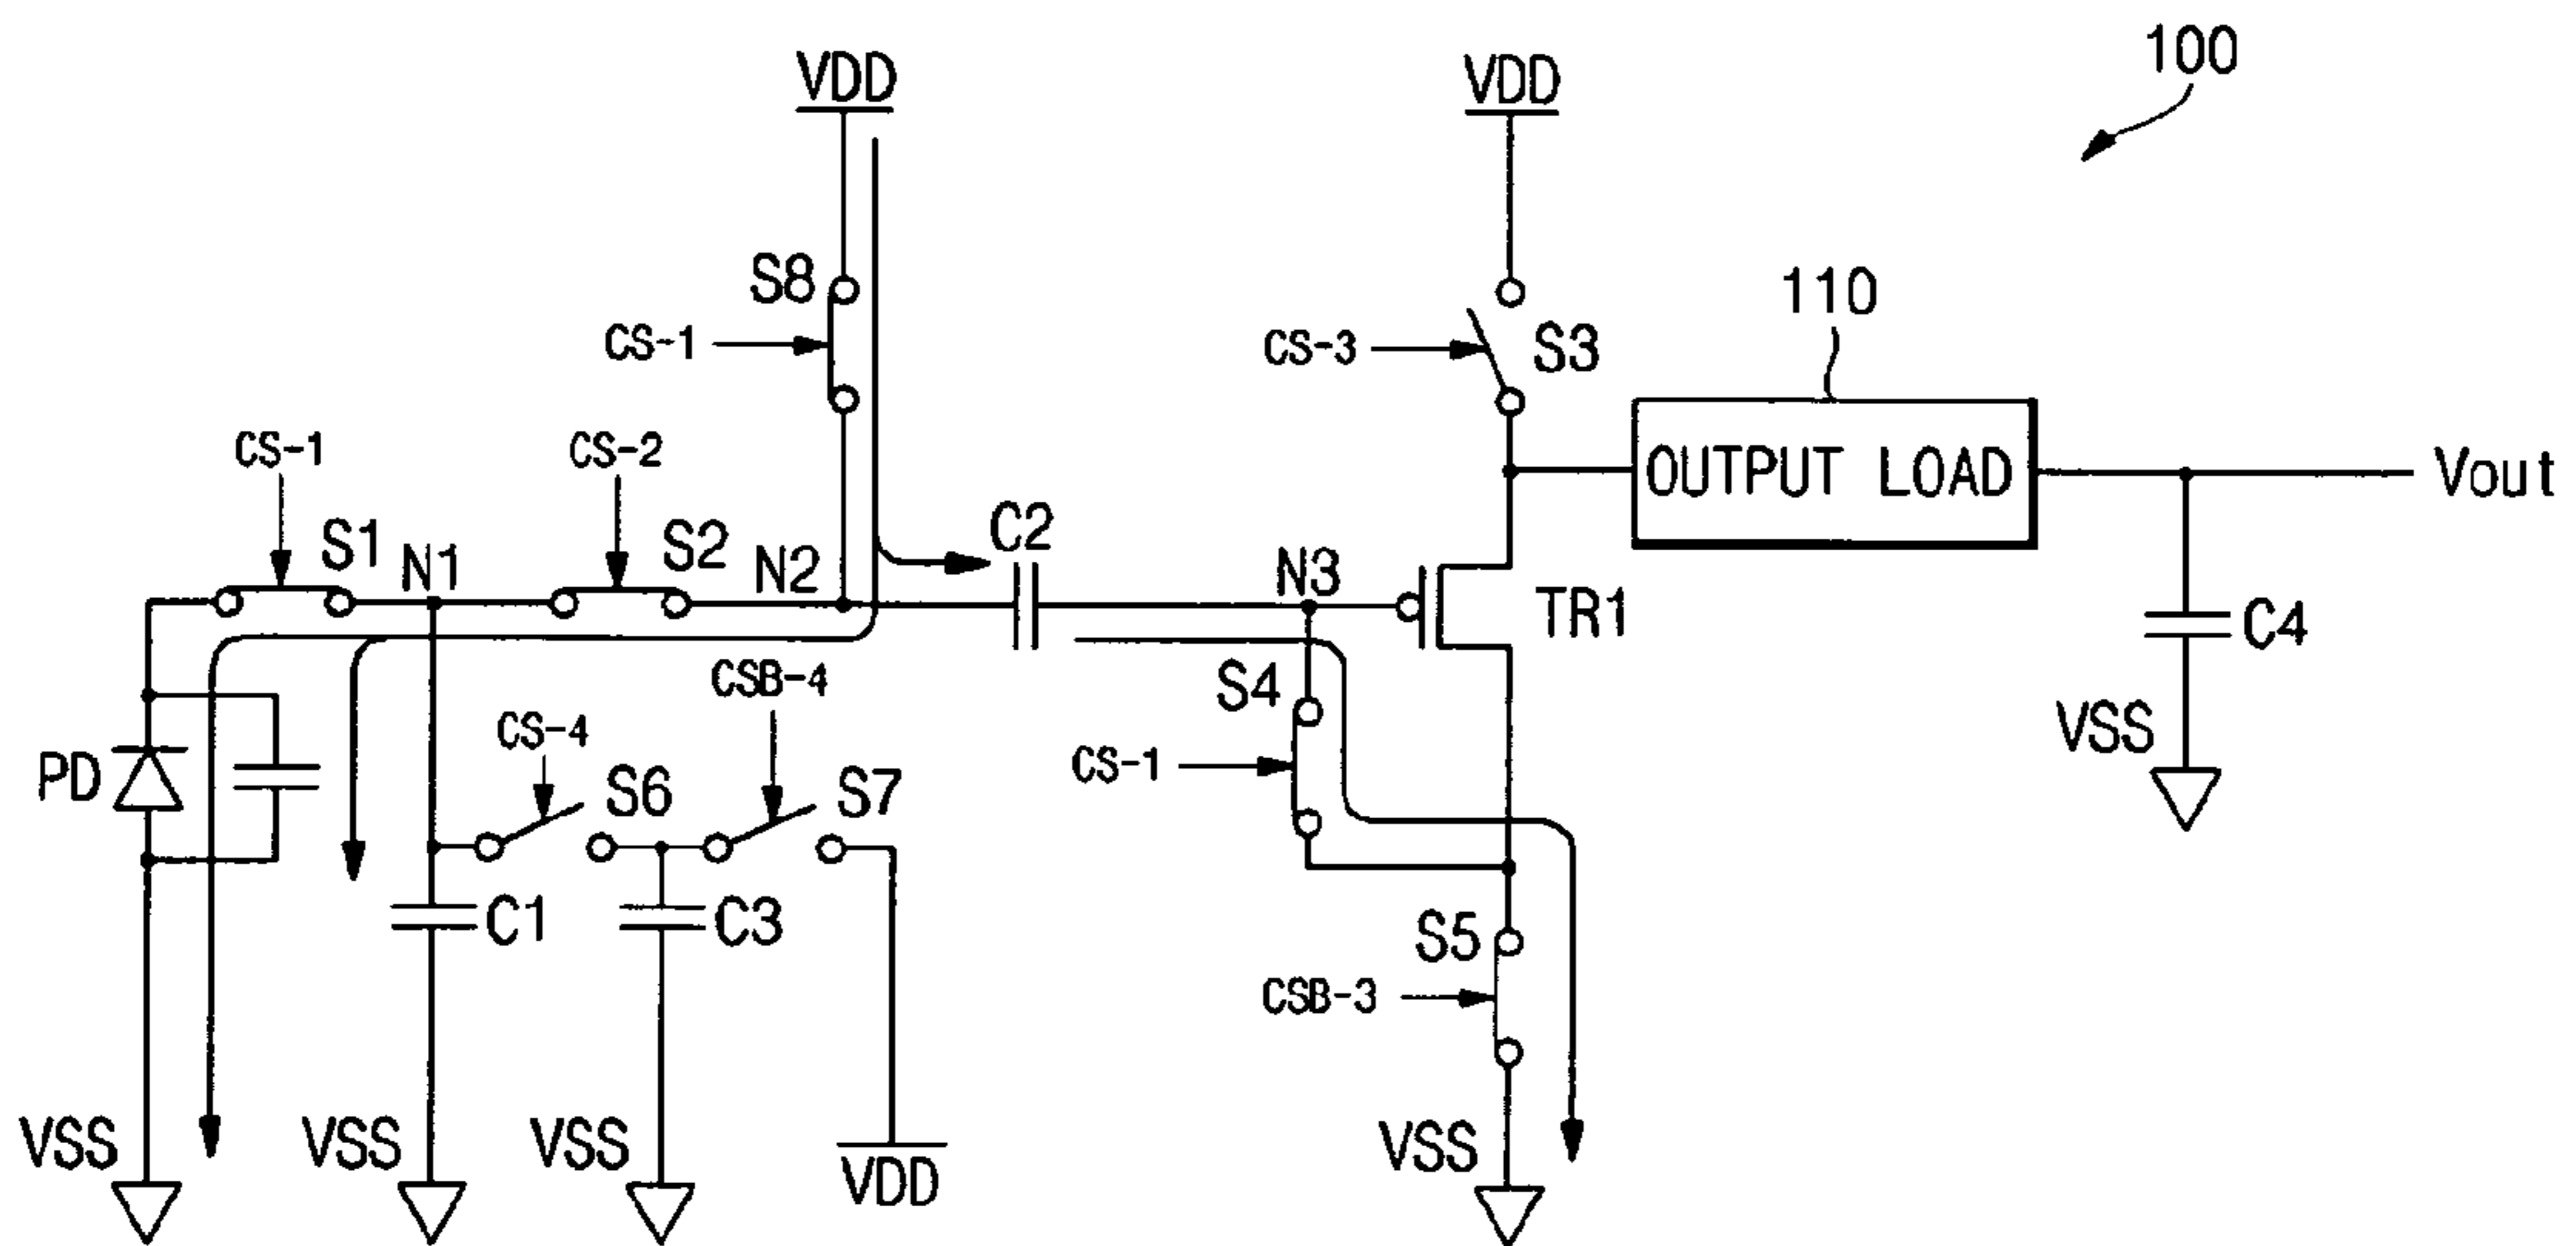 100
VDD
VDD
S8
110
CS-1
CS-3
S3
CS-1
CS-2
OUTPUT LOAD
Vout
C2
S1
N1
S2
N2
N3
TR1
C4
CSB-4
S4
CS-4
VSS
PD
CS-1
S6
S7
C1
C3
S5
CSB-3
VSS
VSS
VSS
VDD
VSS